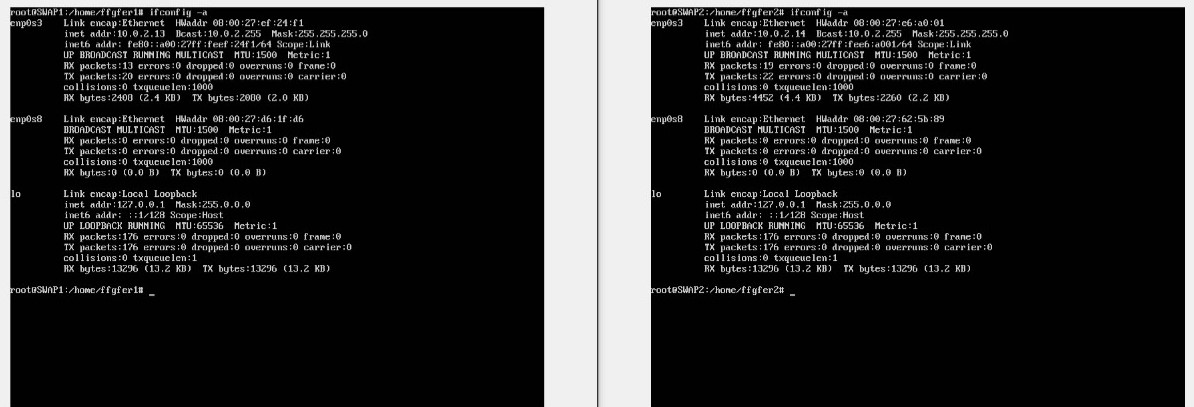 root@SWAP1:/home/ffgfer1# ifconfig -a
enp0s3 Link encap:Ethernet HWaddr 08:00:27:ef:24:f1
inet addr:10.0.2.13 Bcast:10.0.2.255 Mask:255.255.255.0
inet6 addr: fe80::a00:27ff:feef:24f1/64 Scope:Link
UP BROADCAST RUNNING MULTICAST MTU:1500 Metric:1
RX packets:13 errors:0 dropped:0 overruns:0 frame:0
TX packets:20 errors:0 dropped:0 overruns:0 carrier:0
collisions:0 txqueuelen:1000
RX bytes:2408 (2.4 KB) TX bytes:2080 (2.0 KB)
enp0s8 Link encap:Ethernet HWaddr 08:00:27:d6:1f:d6
BROADCAST MULTICAST MTU:1500 Metric:1
RX packets:0 errors:0 dropped:0 overruns:0 frame:0
TX packets:0 errors:0 dropped:0 overruns:0 carrier:0
collisions:0 txqueuelen:1000
RX bytes:0 (0.0 B) TX bytes:0 (0.0 B)
lo Link encap:Local Loopback
inet addr:127.0.0.1 Mask:255.0.0.0
inet6 addr: ::1/128 Scope:Host
UP LOOPBACK RUNNING MTU:65536 Metric:1
RX packets:176 errors:0 dropped:0 overruns:0 frame:0
TX packets:176 errors:0 dropped:0 overruns:0 carrier:0
collisions:0 txqueuelen:1
RX bytes:13296 (13.2 KB) TX bytes:13296 (13.2 KB)
root@SWAP1:/home/ffgfer1# _
root@SWAP2:/home/ffgfer2# ifconfig -a
enp0s3 Link encap:Ethernet HWaddr 08:00:27:e6:a0:01
inet addr:10.0.2.14 Bcast:10.0.2.255 Mask:255.255.255.0
inet6 addr: fe80::a00:27ff:fee6:a001/64 Scope:Link
UP BROADCAST RUNNING MULTICAST MTU:1500 Metric:1
RX packets:19 errors:0 dropped:0 overruns:0 frame:0
TX packets:22 errors:0 dropped:0 overruns:0 carrier:0
collisions:0 txqueuelen:1000
RX bytes:4452 (4.4 KB) TX bytes:2260 (2.2 KB)
enp0s8 Link encap:Ethernet HWaddr 08:00:27:62:5b:89
BROADCAST MULTICAST MTU:1500 Metric:1
RX packets:0 errors:0 dropped:0 overruns:0 frame:0
TX packets:0 errors:0 dropped:0 overruns:0 carrier:0
collisions:0 txqueuelen:1000
RX bytes:0 (0.0 B) TX bytes:0 (0.0 B)
lo Link encap:Local Loopback
inet addr:127.0.0.1 Mask:255.0.0.0
inet6 addr: ::1/128 Scope:Host
UP LOOPBACK RUNNING MTU:65536 Metric:1
RX packets:176 errors:0 dropped:0 overruns:0 frame:0
TX packets:176 errors:0 dropped:0 overruns:0 carrier:0
collisions:0 txqueuelen:1
RX bytes:13296 (13.2 KB) TX bytes:13296 (13.2 KB)
root@SWAP2:/home/ffgfer2# _